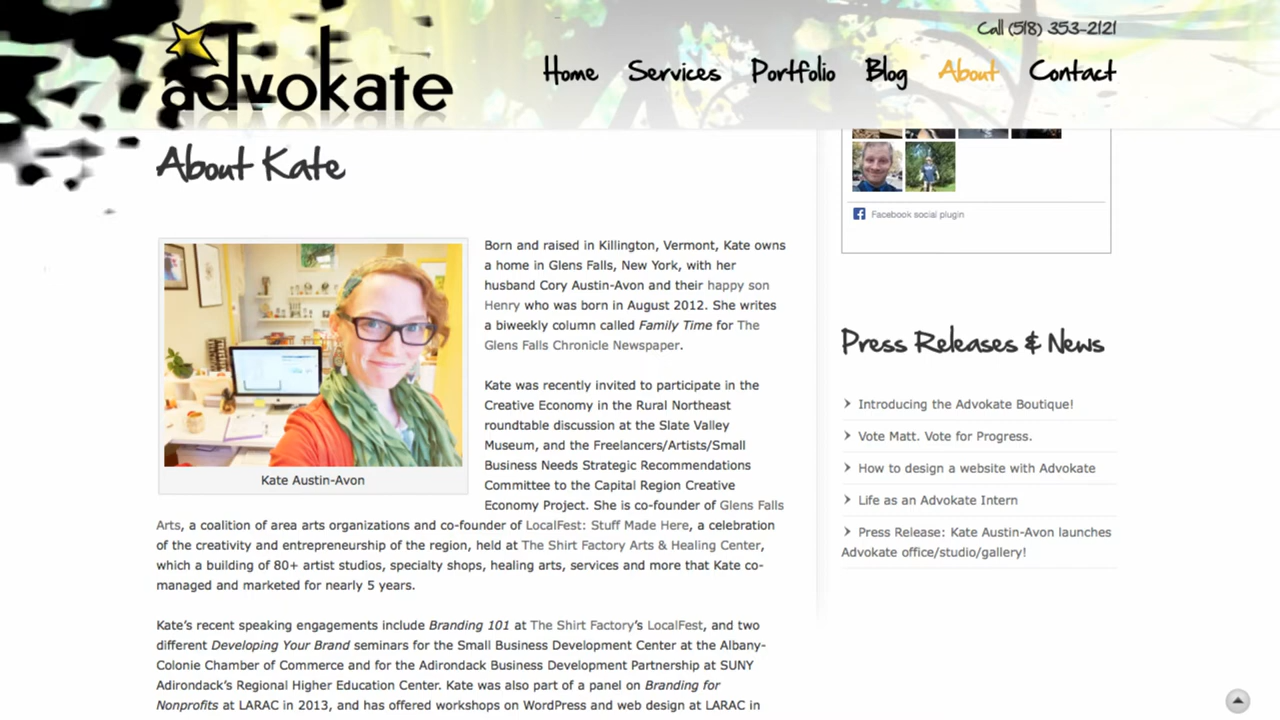 advokate
Call (518) 353-2121
Home Services Portfolio Blog About Contact
About Kate
Kate Austin-Avon
Born and raised in Killington, Vermont, Kate owns
a home in Glens Falls, New York, with her
husband Cory Austin-Avon and their happy son
Henry who was born in August 2012. She writes
a biweekly column called Family Time for The
Glens Falls Chronicle Newspaper.
Kate was recently invited to participate in the
Creative Economy in the Rural Northeast
roundtable discussion at the Slate Valley
Museum, and the Freelancers/Artists/Small
Business Needs Strategic Recommendations
Committee to the Capital Region Creative
Economy Project. She is co-founder of Glens Falls
Arts, a coalition of area arts organizations and co-founder of LocalFest: Stuff Made Here, a celebration
of the creativity and entrepreneurship of the region, held at The Shirt Factory Arts & Healing Center,
which a building of 80+ artist studios, specialty shops, healing arts, services and more that Kate co-
managed and marketed for nearly 5 years.
Kate's recent speaking engagements include Branding 101 at The Shirt Factory's LocalFest, and two
different Developing Your Brand seminars for the Small Business Development Center at the Albany-
Colonie Chamber of Commerce and for the Adirondack Business Development Partnership at SUNY
Adirondack's Regional Higher Education Center. Kate was also part of a panel on Branding for
Nonprofits at LARAC in 2013, and has offered workshops on WordPress and web design at LARAC in
Facebook social plugin
Press Releases & News
Introducing the Advokate Boutique!
Vote Matt. Vote for Progress.
How to design a website with Advokate
Life as an Advokate Intern
Press Release: Kate Austin-Avon launches
Advokate office/studio/gallery!